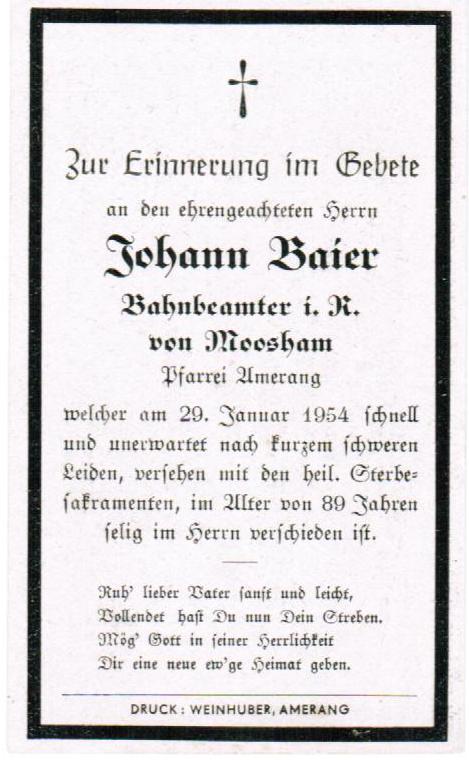 Zur Erinnerung im Gebete
an den ehrengeachteten Herrn
Johann Baier
Bahnbeamter i. R.
von Moosham
Pfarrei Amerang
welcher am 29. Januar 1954 schnell
und unerwartet nach kurzem schweren
Leiden, versehen mit den heil. Sterbe-
sakramenten, im Alter von 89 Jahren
selig im Herrn verschieden ist.
Ruh' lieber Vater sanft und leicht,
Vollendet hast Du nun Dein Streben.
Mög' Gott in seiner Herrlichkeit
Dir eine neue ew'ge Heimat geben.
DRUCK: WEINHUBER, AMERANG